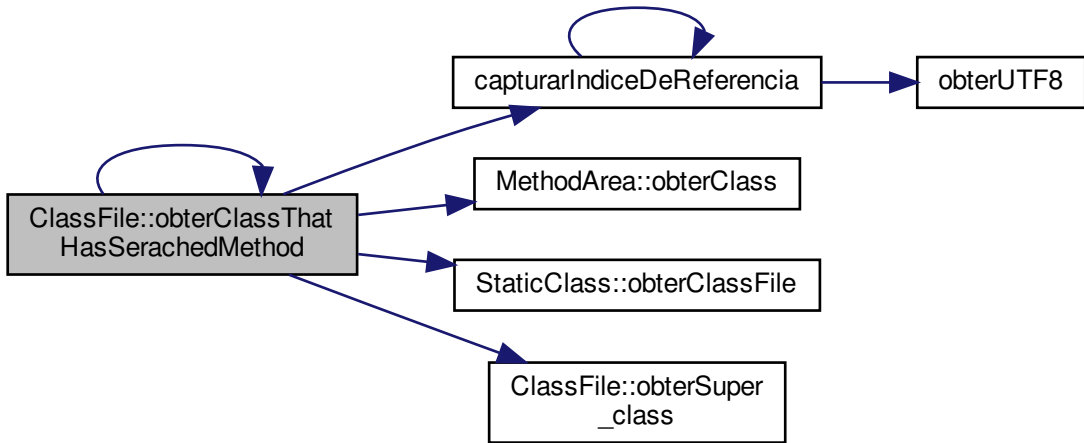 capturarIndiceDeReferencia
obterUTF8
MethodArea::obterClass
ClassFile::obterClassThat
HasSerachedMethod
StaticClass::obterClassFile
ClassFile::obterSuper
_class